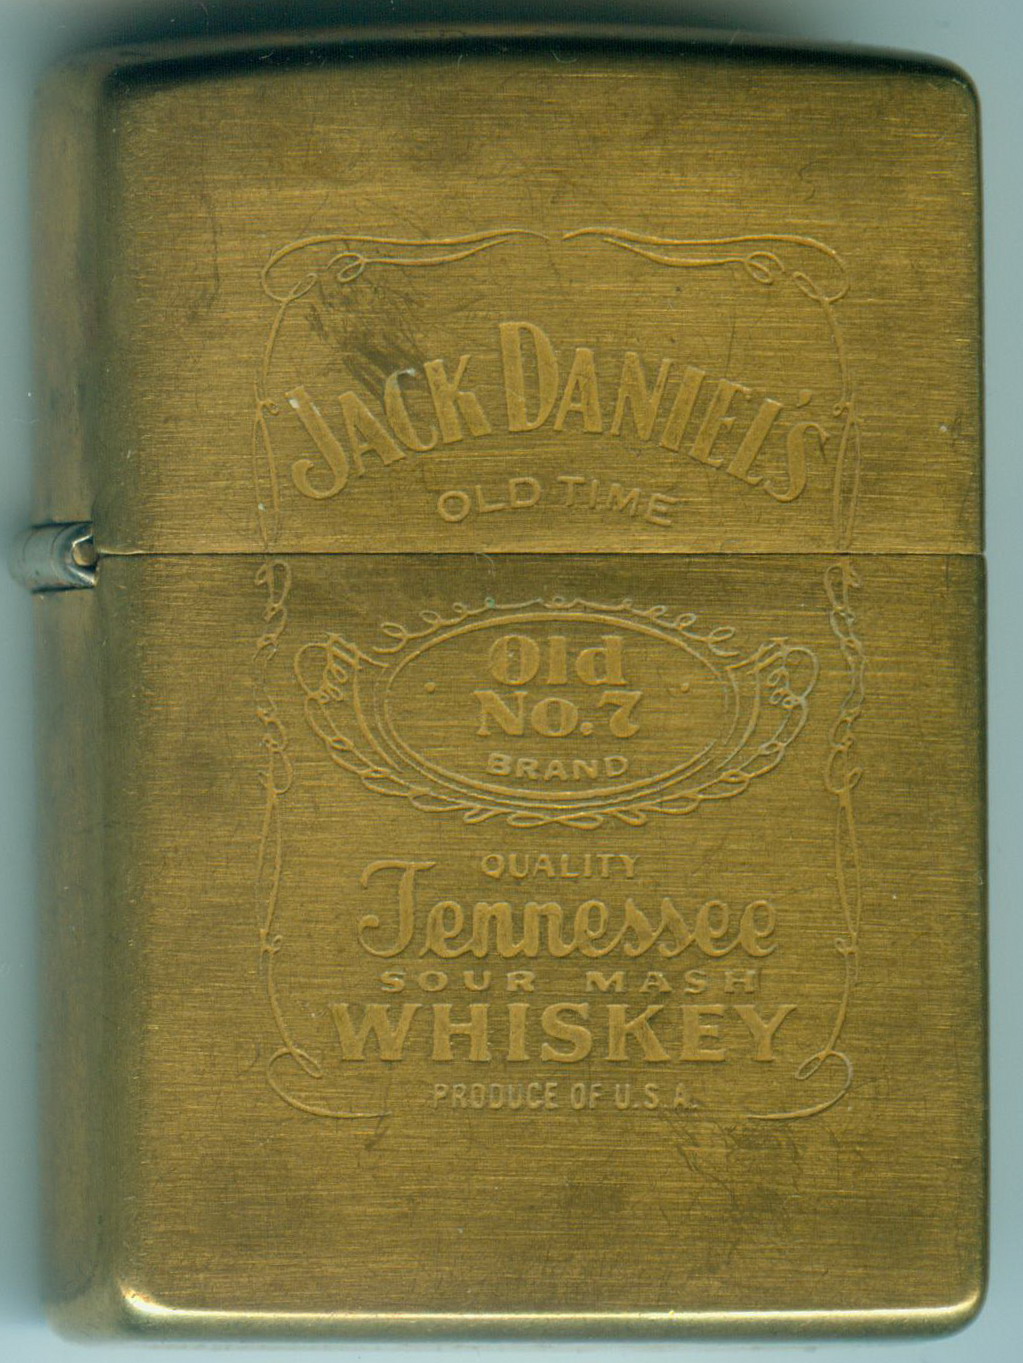 JACK DANIEL'S
OLD TIME
Old
No. 7
BRAND
QUALITY
Tennessee
SOUR MASH
WHISKEY
PRODUCE OF U.S.A.